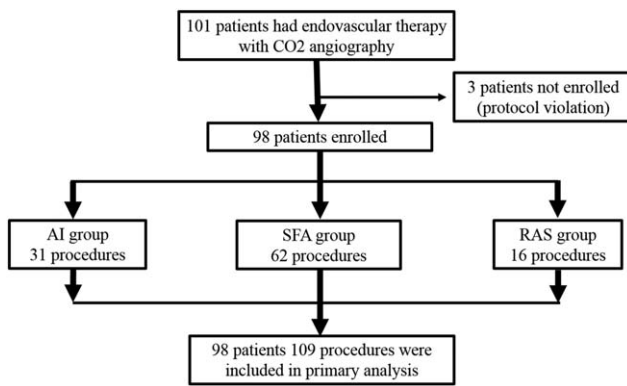 101 patients had endovascular therapy
with CO2 angiography
3 patients not enrolled
(protocol violation)
98 patients enrolled
AI group
31 procedures
SFA group
62 procedures
RAS group
16 procedures
98 patients 109 procedures were
included in primary analysis